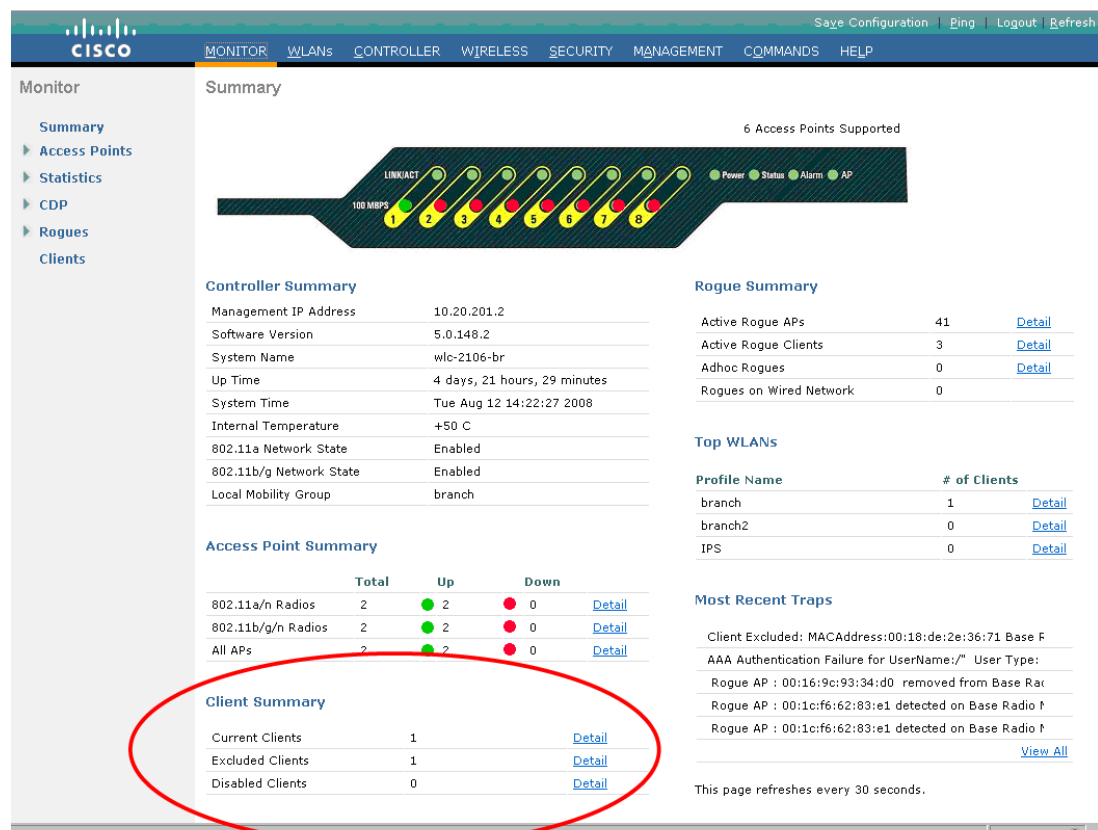 Save Configuration | Ping | Logout | Refresh
CISCO
MONITOR WLANs CONTROLLER WIRELESS SECURITY MANAGEMENT COMMANDS HELP
Monitor
Summary
Access Points
Statistics
CDP
Rogues
Clients
Summary
6 Access Points Supported
LINK/ACT
Power Status Alarm AP
100 MBPS
1 2 3 4 5 6 7 8
Controller Summary
Management IP Address 10.20.201.2
Software Version 5.0.148.2
System Name wlc-2106-br
Up Time 4 days, 21 hours, 29 minutes
System Time Tue Aug 12 14:22:27 2008
Internal Temperature +50 C
802.11a Network State Enabled
802.11b/g Network State Enabled
Local Mobility Group branch
Access Point Summary
Total Up Down
802.11a/n Radios 2 2 0 Detail
802.11b/g/n Radios 2 2 0 Detail
All APs 2 2 0 Detail
Client Summary
Current Clients 1 Detail
Excluded Clients 1 Detail
Disabled Clients 0 Detail
Rogue Summary
Active Rogue APs 41 Detail
Active Rogue Clients 3 Detail
Adhoc Rogues 0 Detail
Rogues on Wired Network 0
Top WLANs
Profile Name # of Clients
branch 1 Detail
branch2 0 Detail
IPS 0 Detail
Most Recent Traps
Client Excluded: MACAddress:00:18:de:2e:36:71 Base
AAA Authentication Failure for UserName:/" User Type:
Rogue AP : 00:16:9c:93:34:d0 removed from Base
Rogue AP : 00:1c:f6:62:83:e1 detected on Base Radio
Rogue AP : 00:1c:f6:62:83:e1 detected on Base Radio
View All
This page refreshes every 30 seconds.